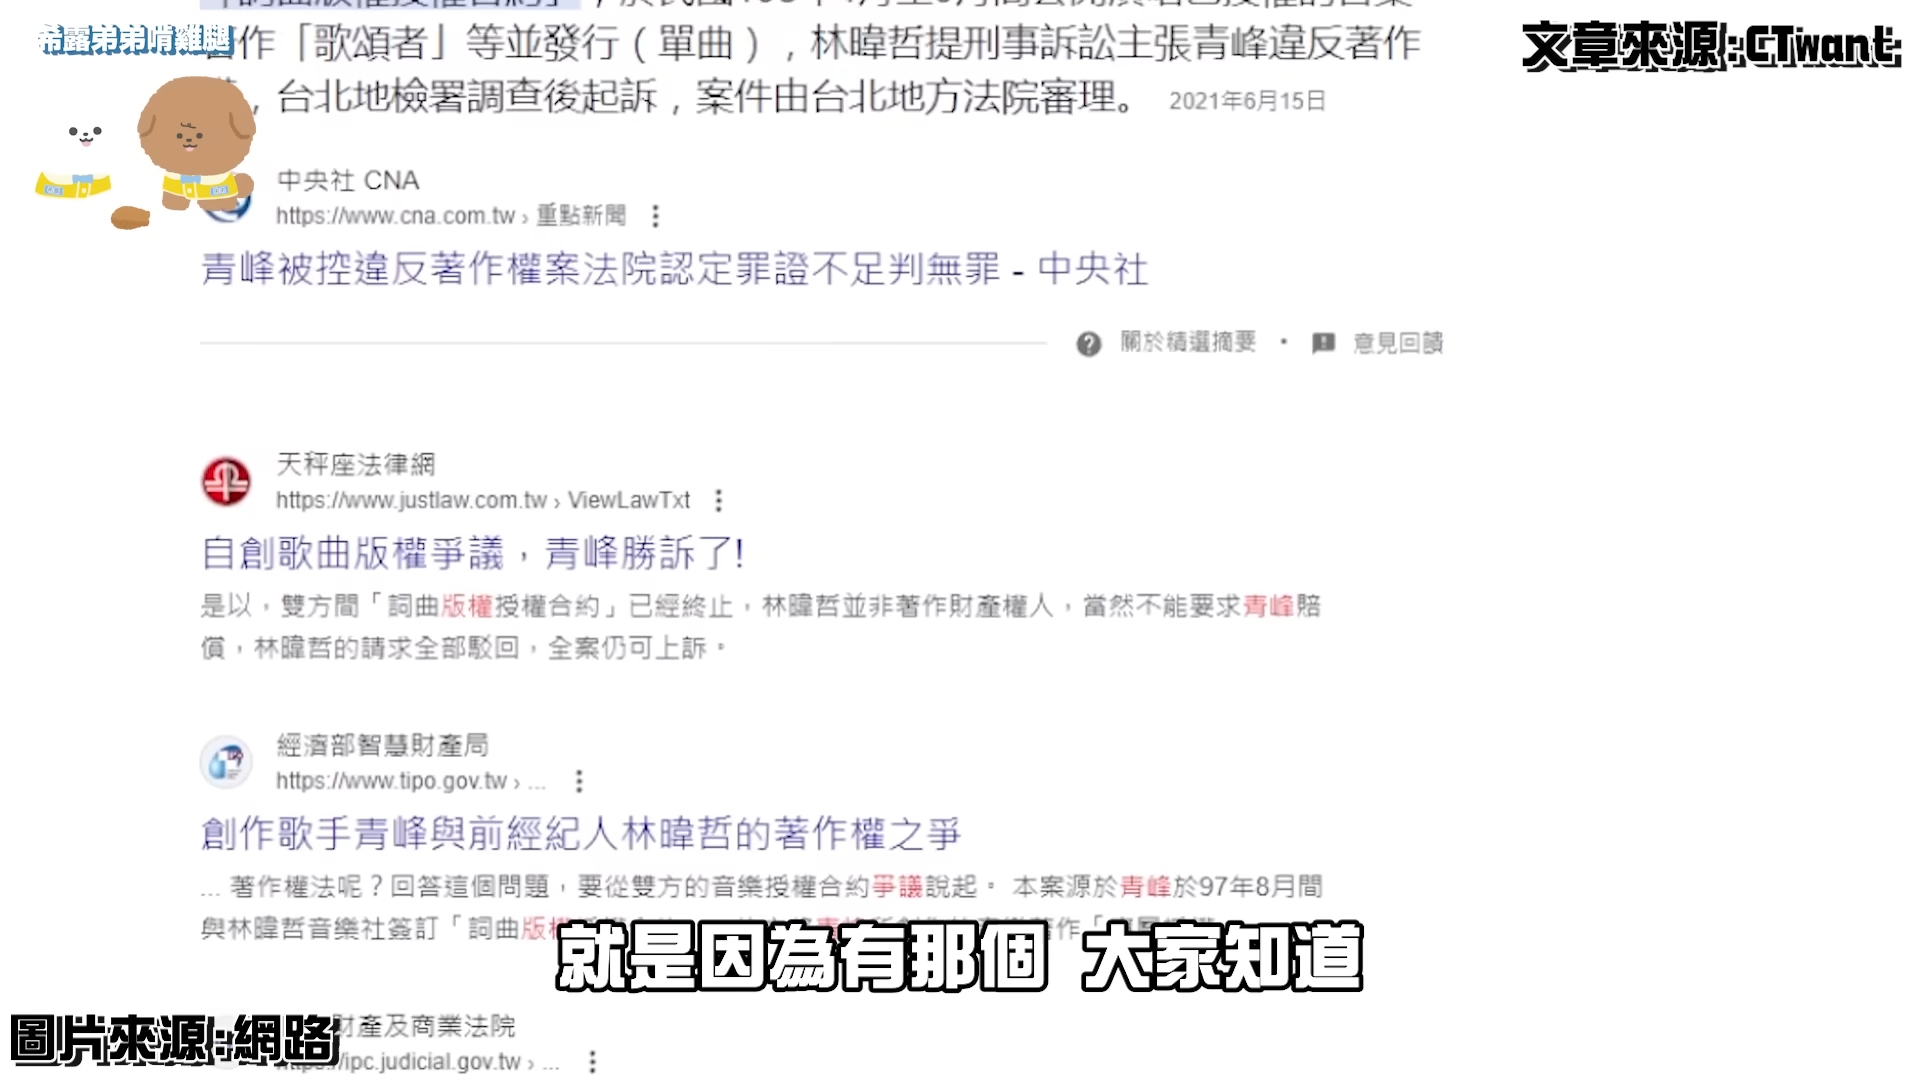 希露弟弟啃雞腿
文章來源:CTwant
著作「歌頌者」等並發行(單曲),林暐哲提刑事訴訟主張青峰違反著作
,台北地檢署調查後起訴,案件由台北地方法院審理。 2021年6月15日
中央社 CNA
https://www.cna.com.tw › 重點新聞
青峰被控違反著作權案法院認定罪證不足判無罪 - 中央社
關於精選摘要 • 意見回饋
天秤座法律網
https://www.justlaw.com.tw › ViewLawTxt
自創歌曲版權爭議,青峰勝訴了!
是以,雙方間「詞曲版權授權合約」已經終止,林暐哲並非著作財產權人,當然不能要求青峰賠
償,林暐哲的請求全部駁回,全案仍可上訴。
經濟部智慧財產局
https://www.tipo.gov.tw › ...
創作歌手青峰與前經紀人林暐哲的著作權之爭
... 著作權法呢?回答這個問題,要從雙方的音樂授權合約爭議說起。 本案源於青峰於97年8月間
與林暐哲音樂社簽訂「詞曲版
就是因為有那個 大家知道
財產及商業法院
圖片來源:網路
//ipc.judicial.gov.tw › ...